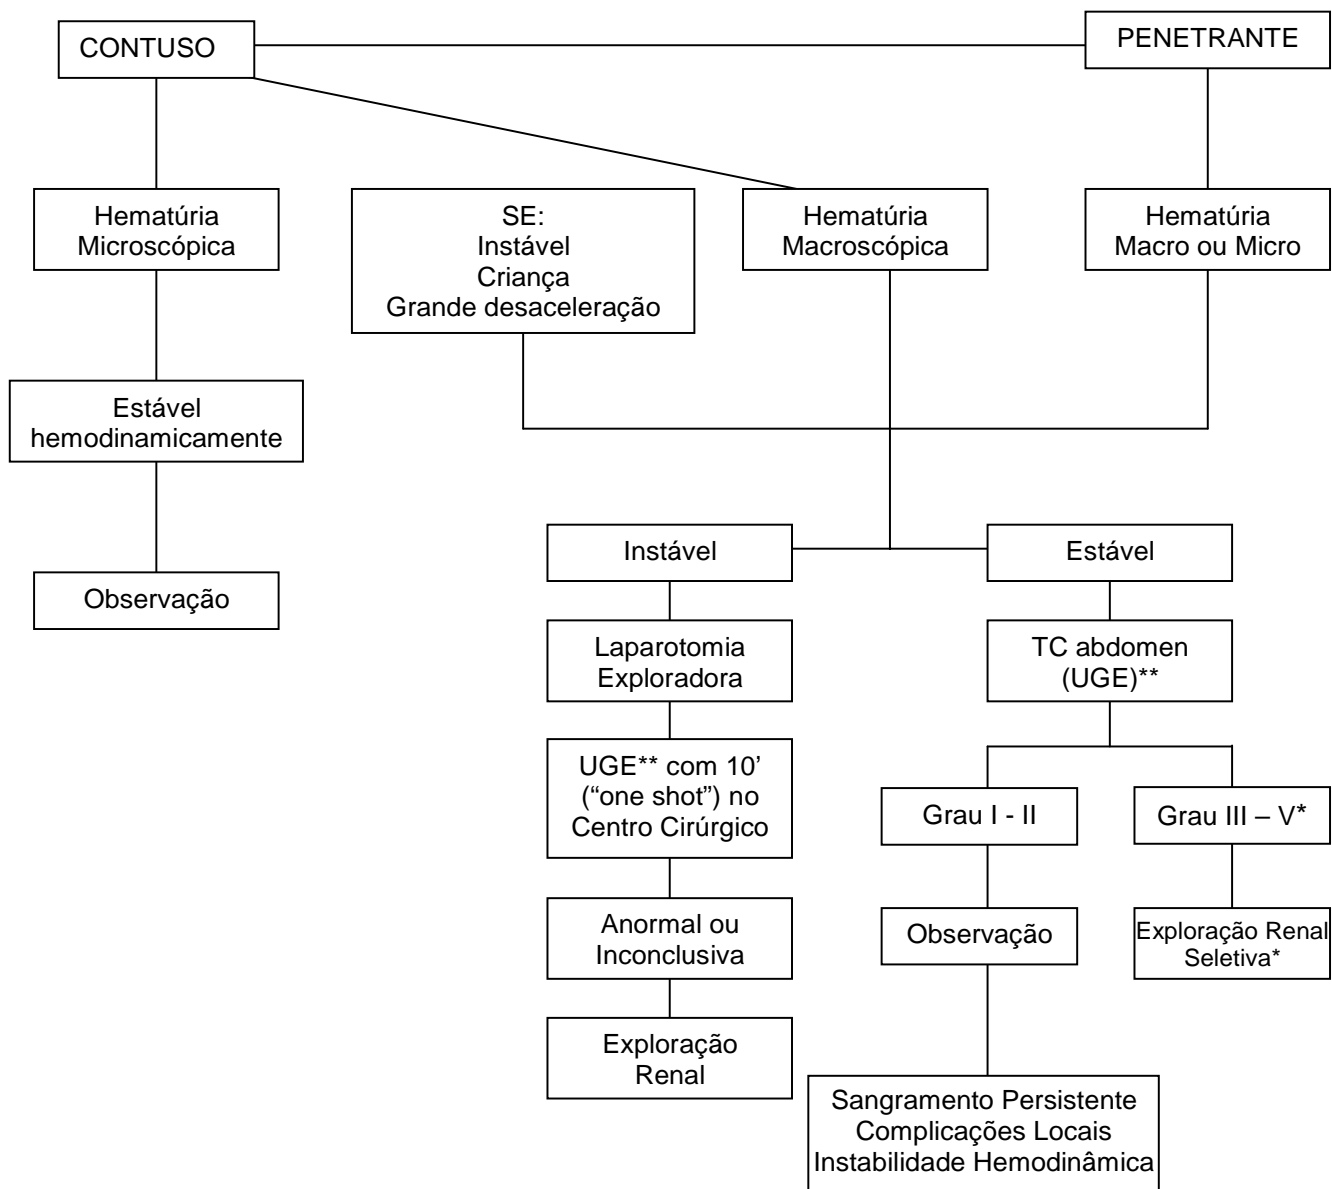 CONTUSO
PENETRANTE
Hematúria
Microscópica
SE:
Instável
Criança
Grande desaceleração
Hematúria
Macroscópica
Hematúria
Macro ou Micro
Estável
hemodinamicamente
Observação
Instável
Estável
Laparotomia
Exploradora
TC abdomen
(UGE)**
UGE** com 10’
(“one shot”) no
Centro Cirúrgico
Grau I - II
Grau III – V*
Anormal ou
Inconclusiva
Observação
Exploração Renal
Seletiva*
Exploração
Renal
Sangramento Persistente
Complicações Locais
Instabilidade Hemodinâmica